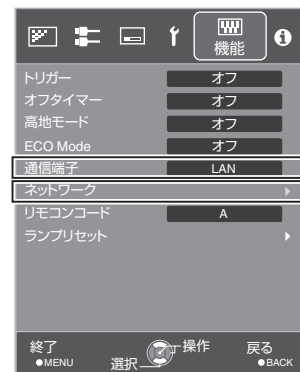 機能
トリガー オフ
オフタイマー オフ
高地モード オフ
ECO Mode オフ
通信端子 LAN
ネットワーク
リモコンコード A
ランプリセット
終了 操作 戻る
●MENU 選択 ●BACK